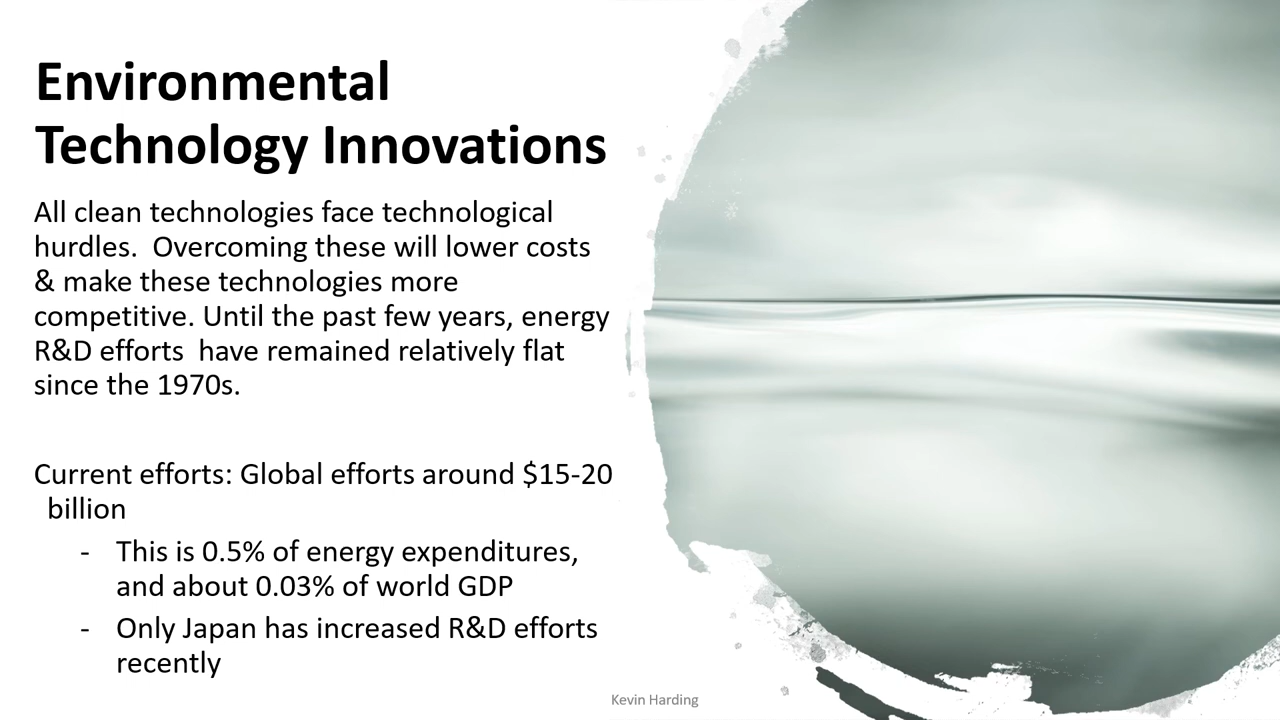 Environmental
Technology Innovations
All clean technologies face technological
hurdles.  Overcoming these will lower costs
& make these technologies more
competitive. Until the past few years, energy
R&D efforts  have remained relatively flat
since the 1970s.
Current efforts: Global efforts around $15-20
billion
- This is 0.5% of energy expenditures,
and about 0.03% of world GDP
- Only Japan has increased R&D efforts
recently
Kevin Harding